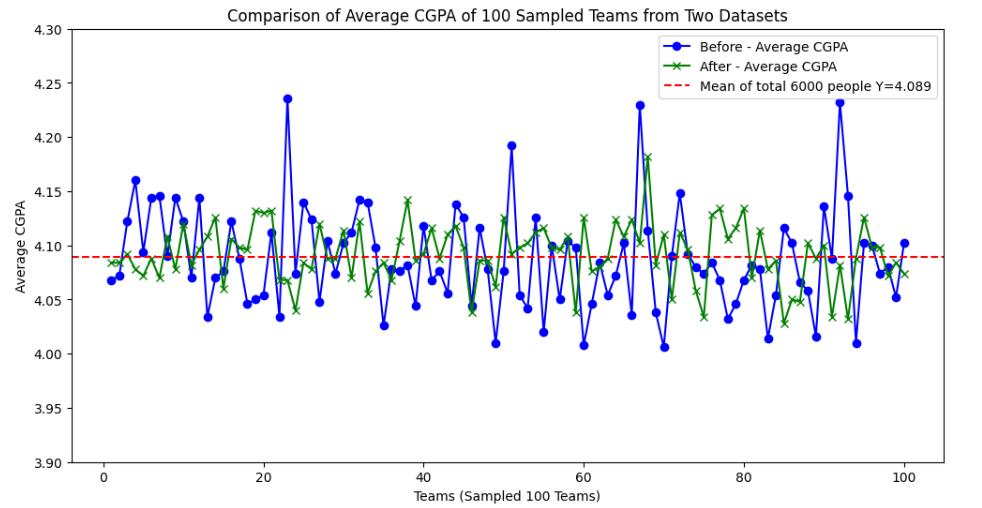 Comparison of Average CGPA of 100 Sampled Teams from Two Datasets
Before - Average CGPA
After - Average CGPA
Mean of total 6000 people Y=4.089
Average CGPA
4.30
4.25
4.20
4.15
4.10
4.05
4.00
3.95
3.90
0 20 40 60 80 100
Teams (Sampled 100 Teams)